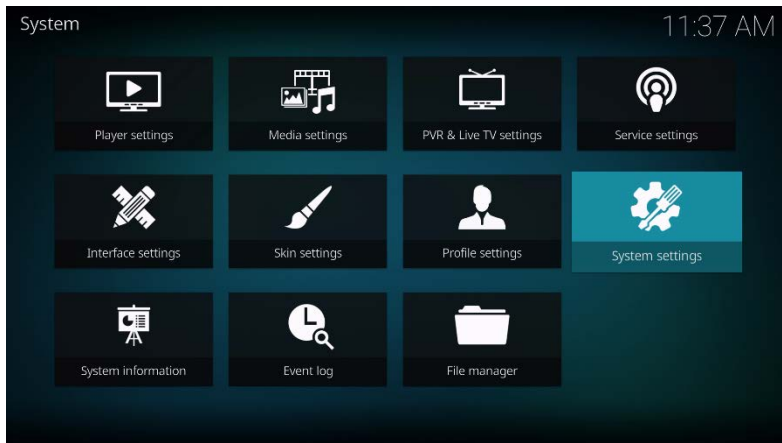 System
11:37 AM
Player settings
Media settings
PVR & Live TV settings
Service settings
Interface settings
Skin settings
Profile settings
System settings
System information
Event log
File manager